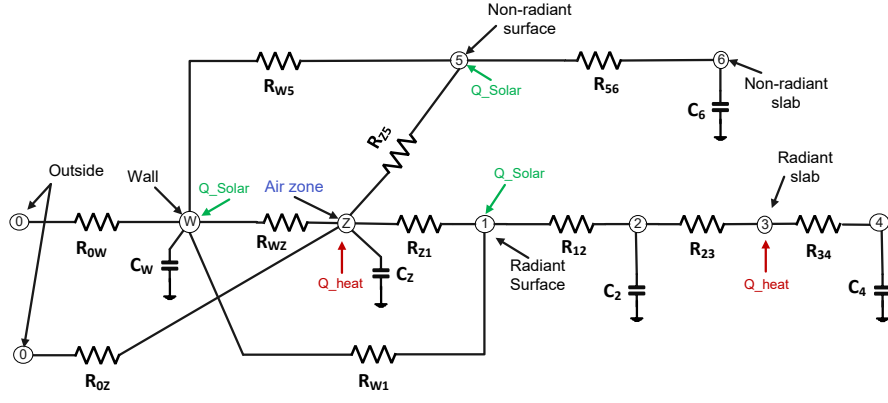 Non-radiant
surface
5
6
R_W5
Q_Solar
R_56
Non-radiant
slab
C_6
R_Z5
Outside
Wall
Q_Solar
Air zone
Q_Solar
Radiant
slab
0
W
Z
1
2
3
4
R_0W
R_WZ
R_Z1
R_12
R_23
R_34
C_W
C_Z
Q_heat
Radiant
Surface
C_2
Q_heat
C_4
0
R_0Z
R_W1